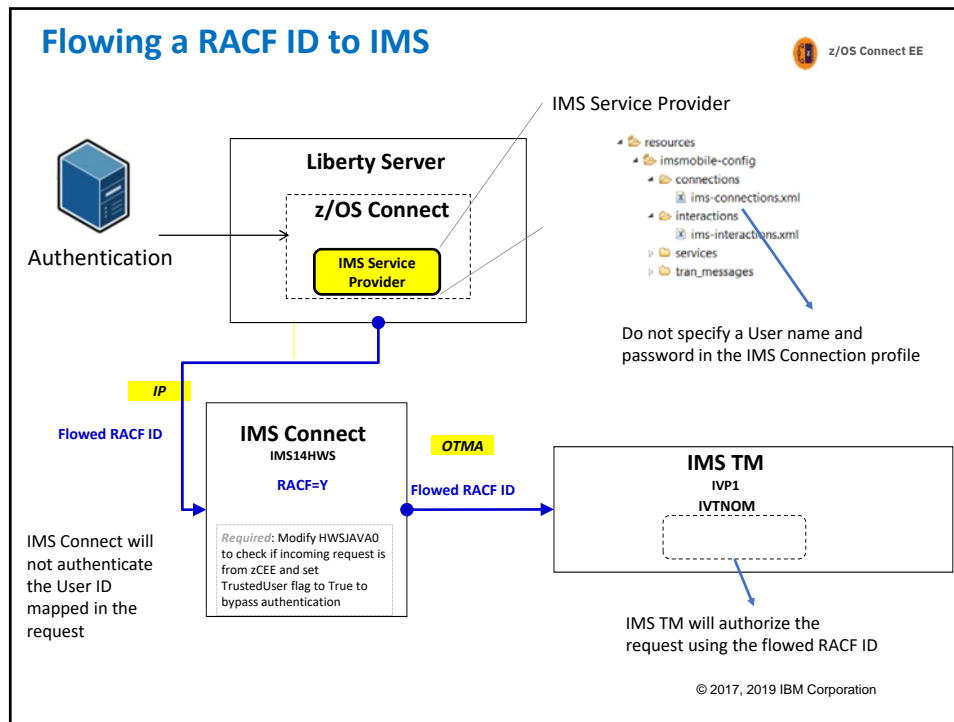 Flowing a RACF ID to IMS
z/OS Connect EE
IMS Service Provider
Liberty Server
z/OS Connect
IMS Service
Provider
Authentication
resources
imsmobile-config
connections
ims-connections.xml
interactions
ims-interactions.xml
services
tran_messages
Do not specify a User name and
password in the IMS Connection profile
IP
Flowed RACF ID
IMS Connect
IMS14HWS
RACF=Y
Required: Modify HWSJAVA0
to check if incoming request is
from zCEE and set
TrustedUser flag to True to
bypass authentication
OTMA
Flowed RACF ID
IMS TM
IVP1
IVTNOM
IMS Connect will
not authenticate
the User ID
mapped in the
request
IMS TM will authorize the
request using the flowed RACF ID
© 2017, 2019 IBM Corporation